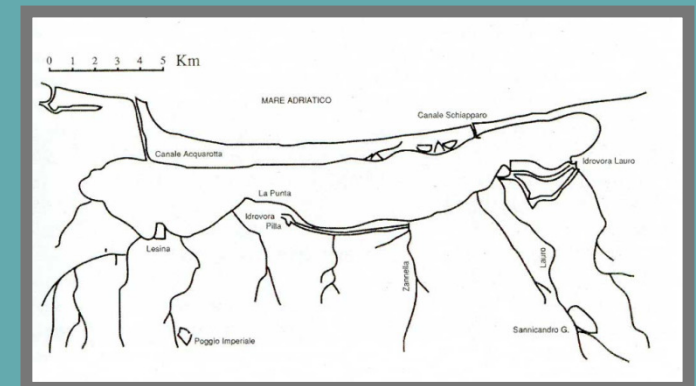 0 1 2 3 4 5 Km
MARE ADRIATICO
Canale Schiapparo
Canale Acquarotta
Idrovora Lauro
La Punta
Idrovora
Pilla
Lesina
Zannella
Lauro
Sannicandro G.
Poggio Imperiale